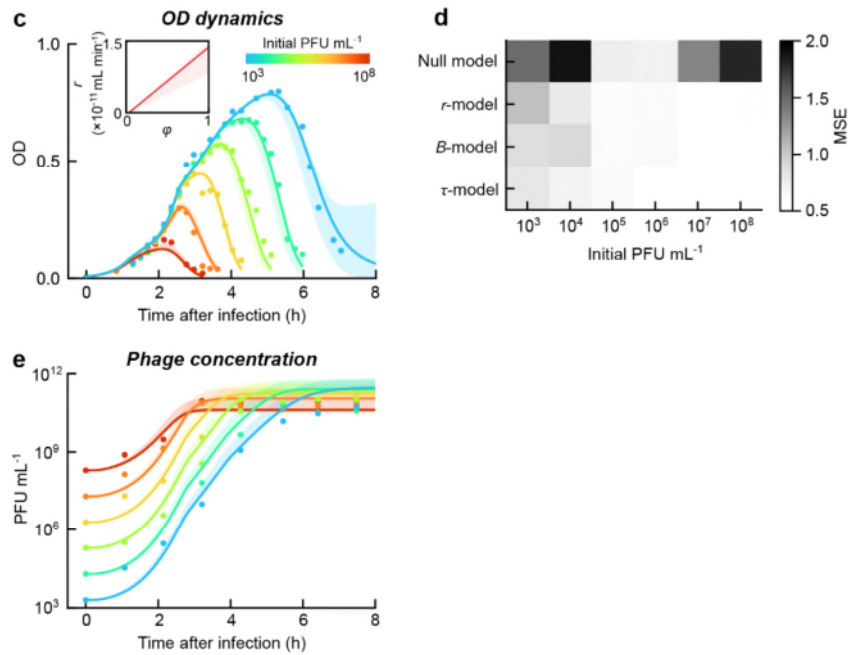 c
OD dynamics
1.5
r
(×10⁻¹¹ mL min⁻¹)
0
0
1
φ
Initial PFU mL⁻¹
10³
10⁸
1.0
0.5
0.0
OD
0 2 4 6 8
Time after infection (h)
d
Null model
r-model
B-model
τ-model
10³ 10⁴ 10⁵ 10⁶ 10⁷ 10⁸
Initial PFU mL⁻¹
2.0
1.5
1.0
0.5
MSE
e
Phage concentration
10¹²
10⁹
10⁶
10³
PFU mL⁻¹
0 2 4 6 8
Time after infection (h)